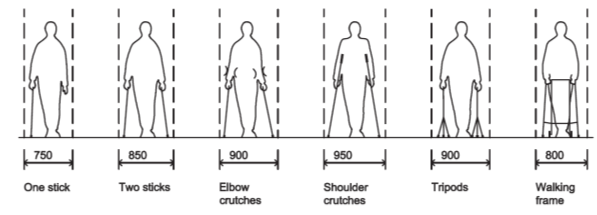 750
850
900
950
900
800
One stick
Two sticks
Elbow
crutches
Shoulder
crutches
Tripods
Walking
frame